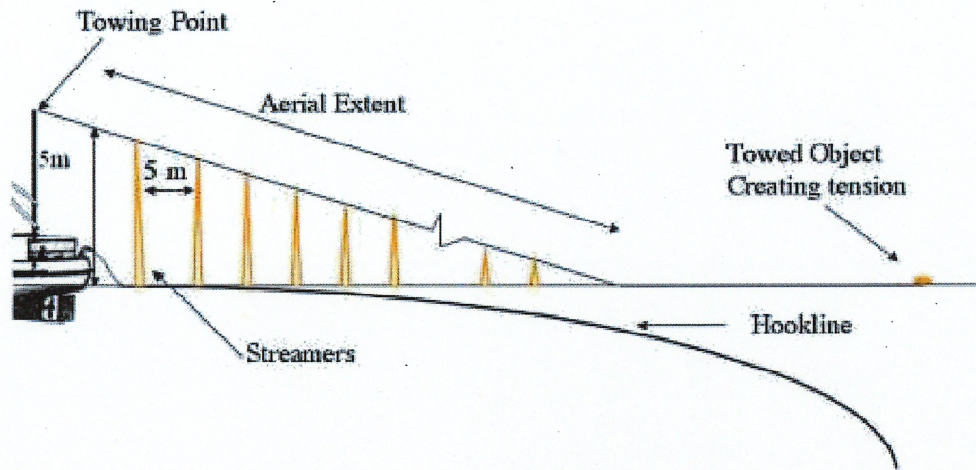 Towing Point
Aerial Extent
5m
5 m
Towed Object
Creating tension
Hookline
Streamers